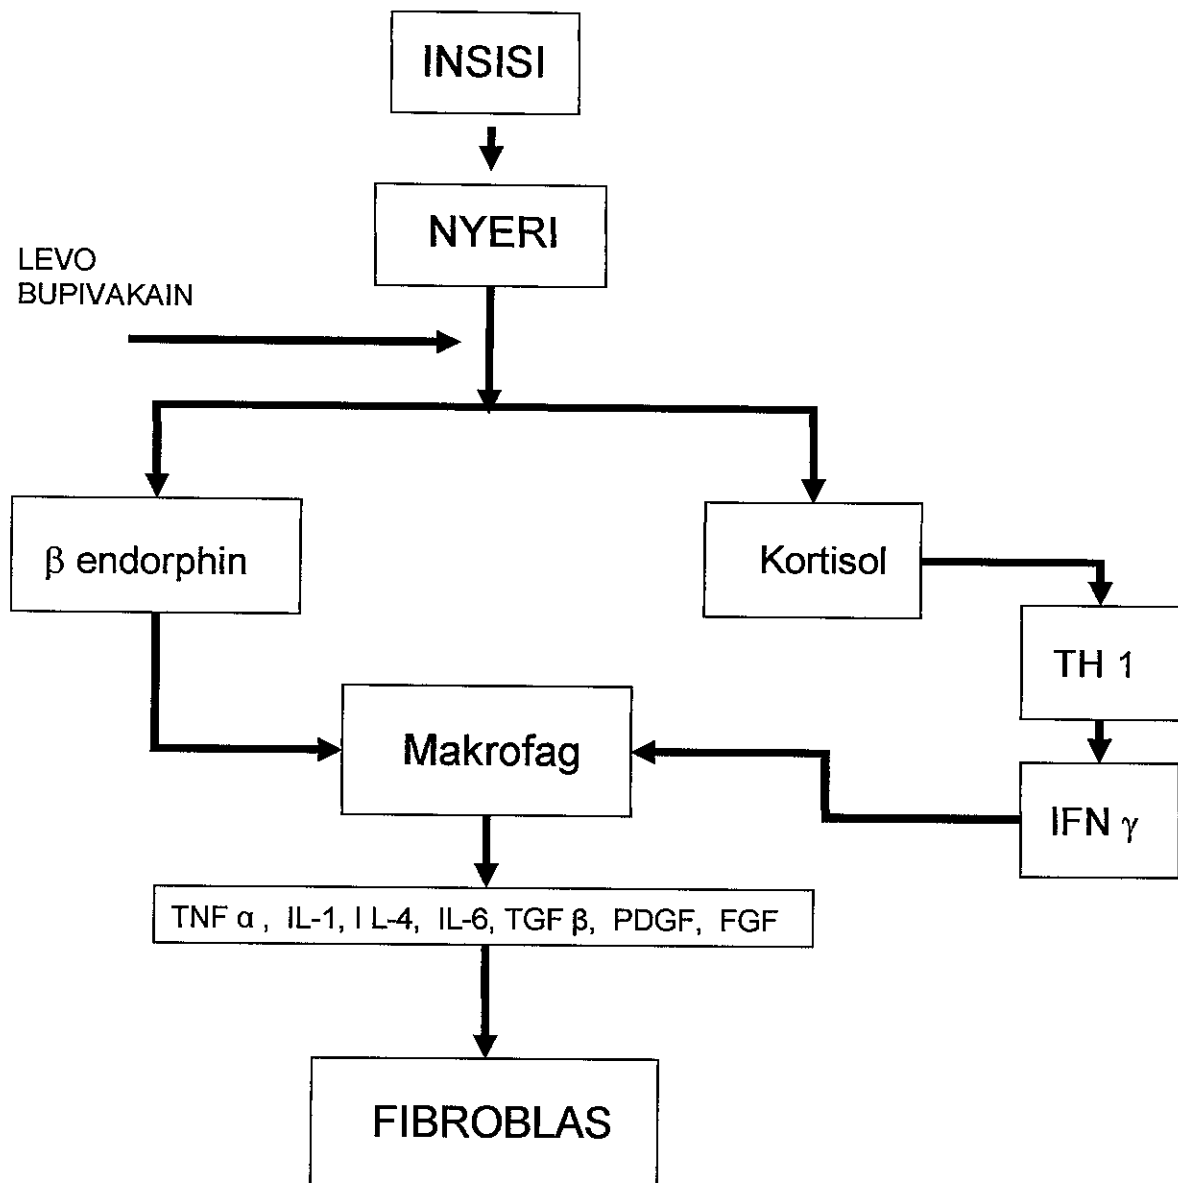 INSISI
NYERI
LEVO
BUPIVAKAIN
β endorphin
Kortisol
TH 1
Makrofag
IFN γ
TNF α , IL-1, I L-4, IL-6, TGF β, PDGF, FGF
FIBROBLAS